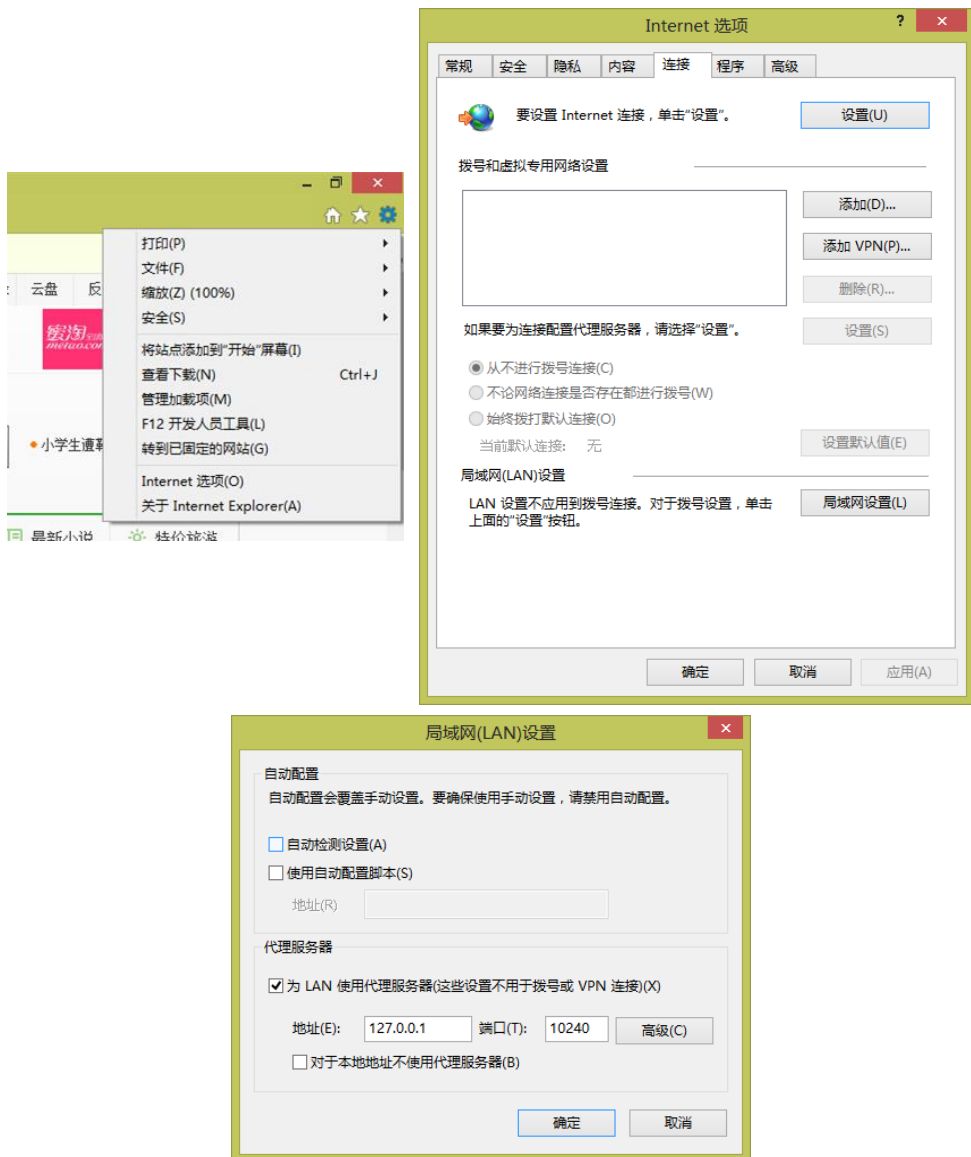 打印(P)
文件(F)
云盘
反
缩放(Z) (100%)
安全(S)
蜜淘
metao.com
将站点添加到"开始"屏幕(I)
查看下载(N) Ctrl+J
管理加载项(M)
F12 开发人员工具(L)
小学生遭
转到已固定的网站(G)
Internet 选项(O)
关于 Internet Explorer(A)
最新小说
特价旅游
Internet 选项
常规 安全 隐私 内容 连接 程序 高级
要设置 Internet 连接，单击"设置"。
设置(U)
拨号和虚拟专用网络设置
添加(D)...
添加 VPN(P)...
删除(R)...
如果要为连接配置代理服务器，请选择"设置"。
设置(S)
从不进行拨号连接(C)
不论网络连接是否存在都进行拨号(W)
始终拨打默认连接(O)
当前默认连接: 无
设置默认值(E)
局域网(LAN)设置
LAN 设置不应用到拨号连接。对于拨号设置，单击
上面的"设置"按钮。
局域网设置(L)
确定 取消 应用(A)
局域网(LAN)设置
自动配置
自动配置会覆盖手动设置。要确保使用手动设置，请禁用自动配置。
自动检测设置(A)
使用自动配置脚本(S)
地址(R)
代理服务器
为 LAN 使用代理服务器(这些设置不用于拨号或 VPN 连接)(X)
地址(E): 127.0.0.1 端口(T): 10240 高级(C)
对于本地地址不使用代理服务器(B)
确定 取消